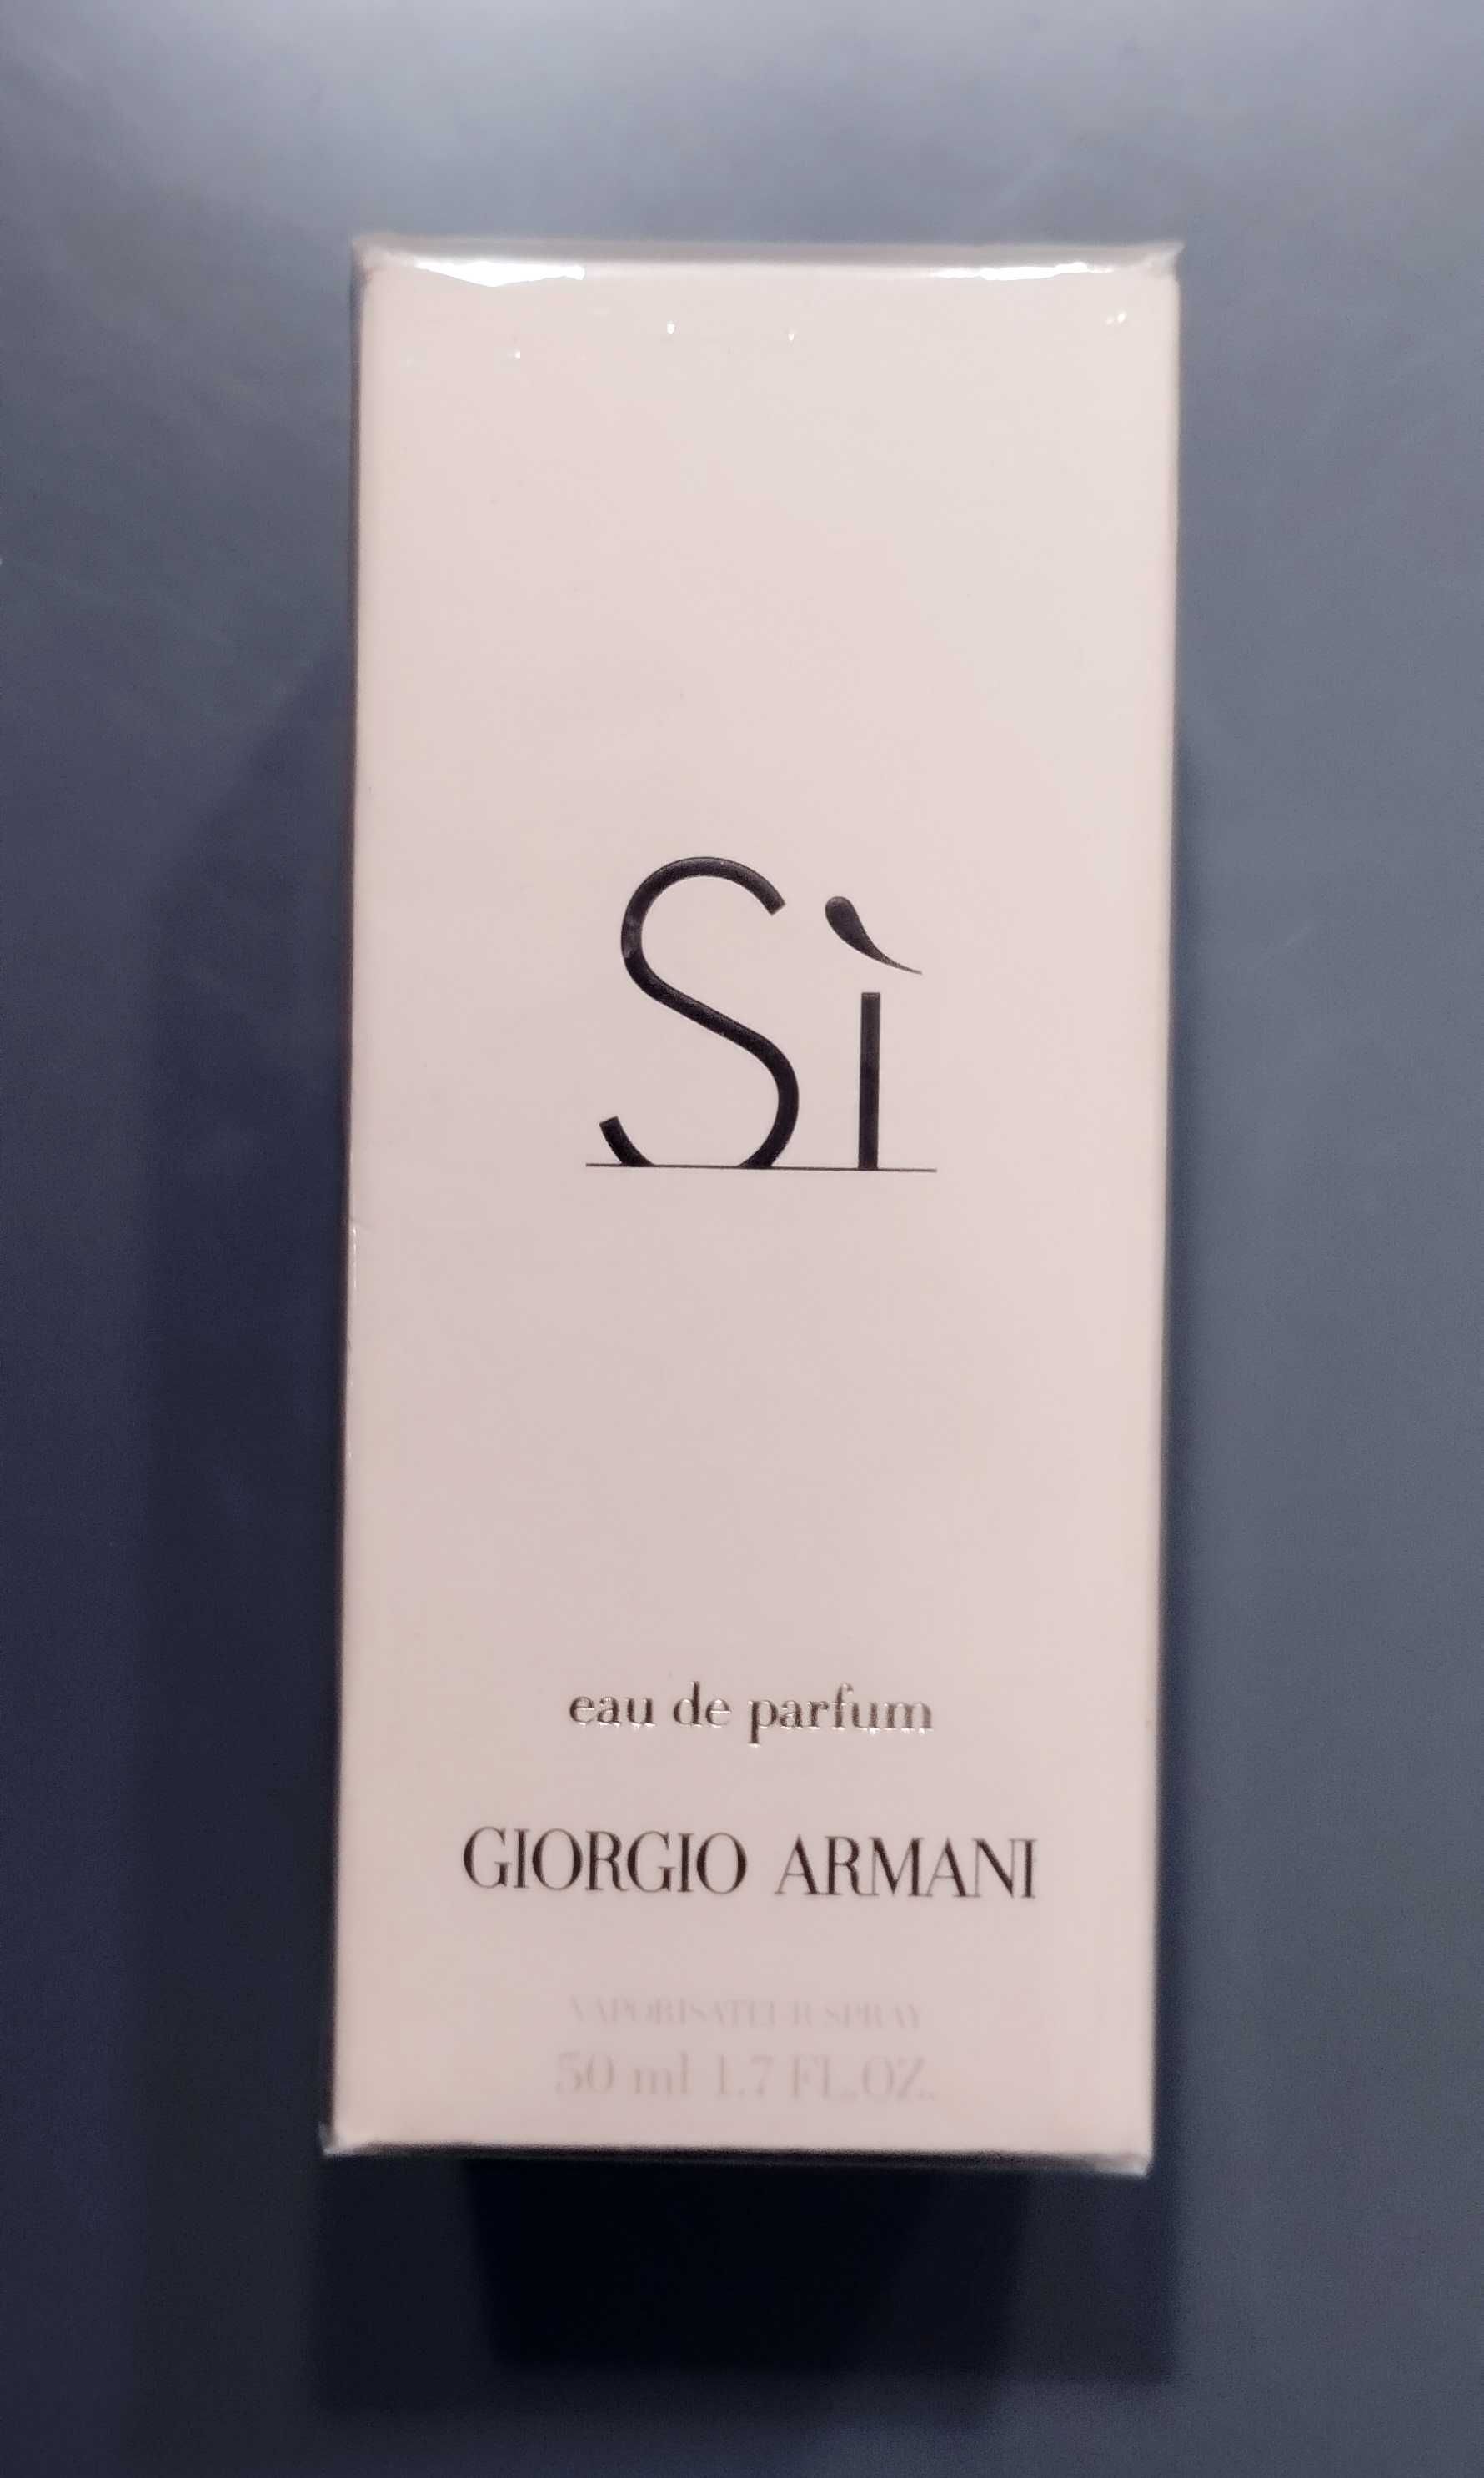 Sì
eau de parfum
GIORGIO ARMANI
VAPORISATEUR SPRAY
50 ml 1.7 FL.OZ.